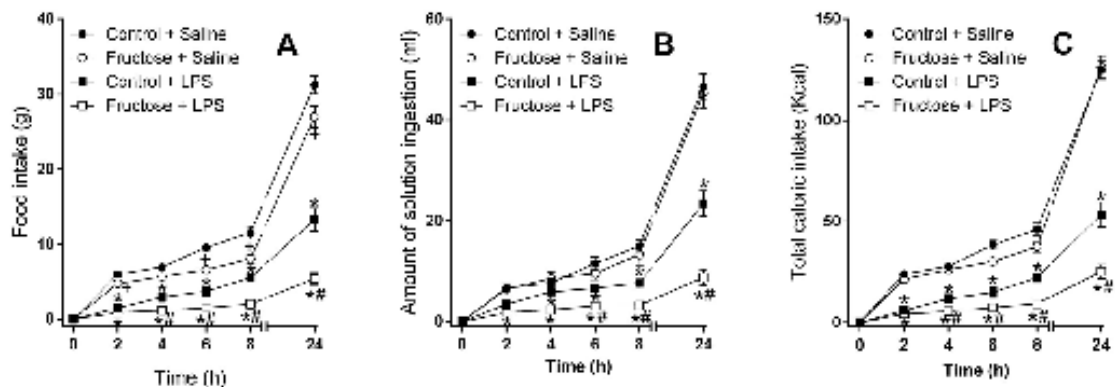 A
Control + Saline
Fructose + Saline
Control + LPS
Fructose + LPS
Food intake (g)
40
30
20
10
0
0 2 4 6 8 24
Time (h)
B
Control + Saline
Fructose + Saline
Control + LPS
Fructose + LPS
Amount of solution ingestion (ml)
60
40
20
0
0 2 4 6 8 24
Time (h)
C
Control + Saline
Fructose + Saline
Control + LPS
Fructose + LPS
Total caloric intake (Kcal)
150
100
50
0
0 2 4 24
Time (h)